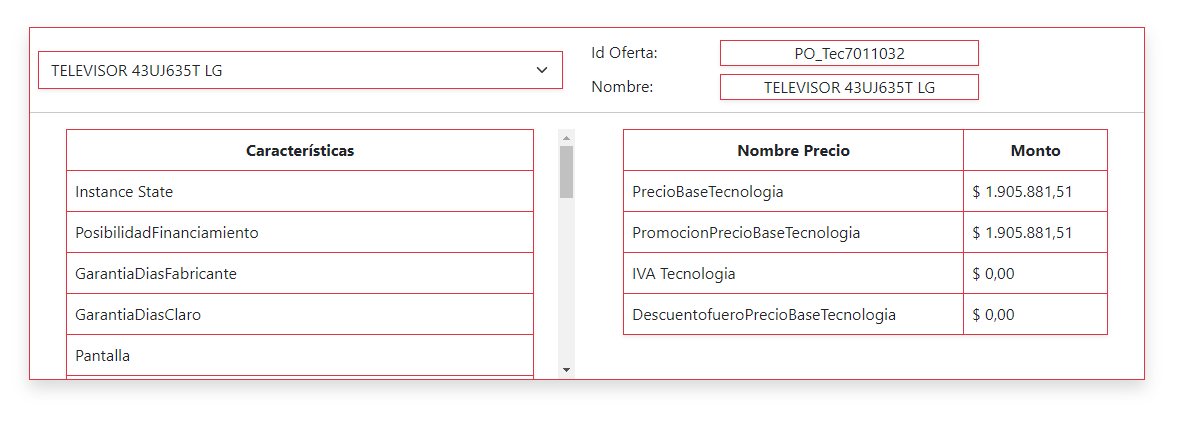 TELEVISOR 43UJ635T LG
Id Oferta: PO_Tec7011032
Nombre: TELEVISOR 43UJ635T LG
Características
Instance State
PosibilidadFinanciamiento
GarantiaDiasFabricante
GarantiaDiasClaro
Pantalla
Nombre Precio Monto
PrecioBaseTecnologia $ 1.905.881,51
PromocionPrecioBaseTecnologia $ 1.905.881,51
IVA Tecnologia $ 0,00
DescuentofueroPrecioBaseTecnologia $ 0,00